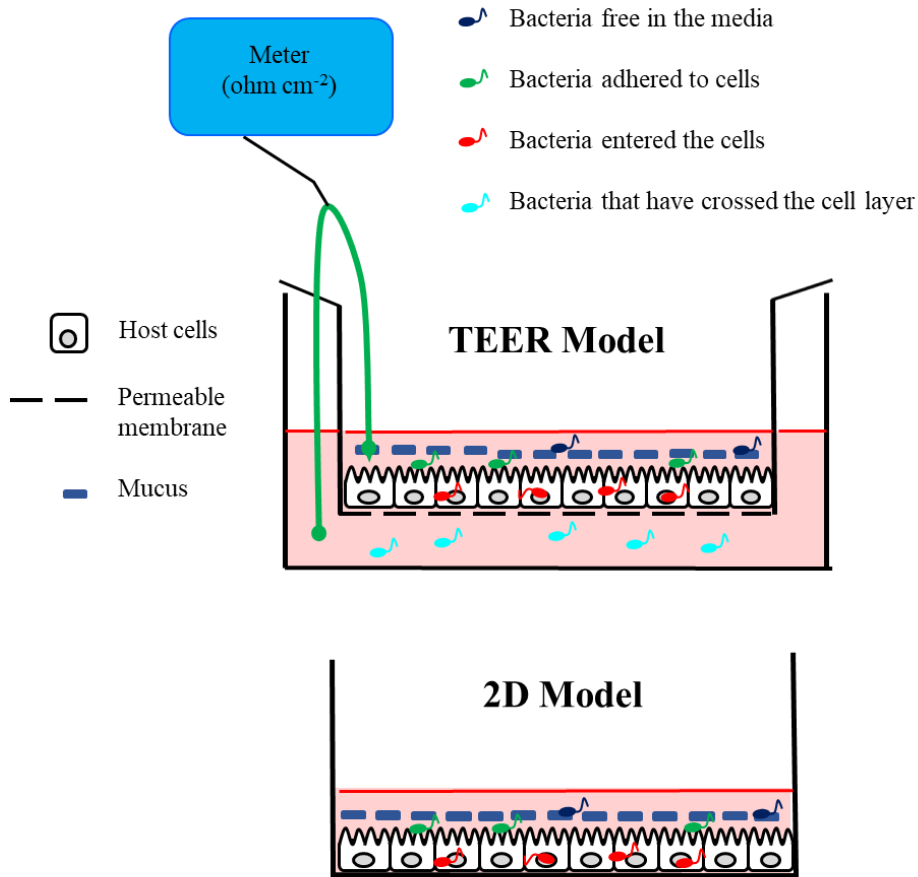 Meter
(ohm cm⁻²)
Bacteria free in the media
Bacteria adhered to cells
Bacteria entered the cells
Bacteria that have crossed the cell layer
Host cells
Permeable
membrane
Mucus
TEER Model
2D Model